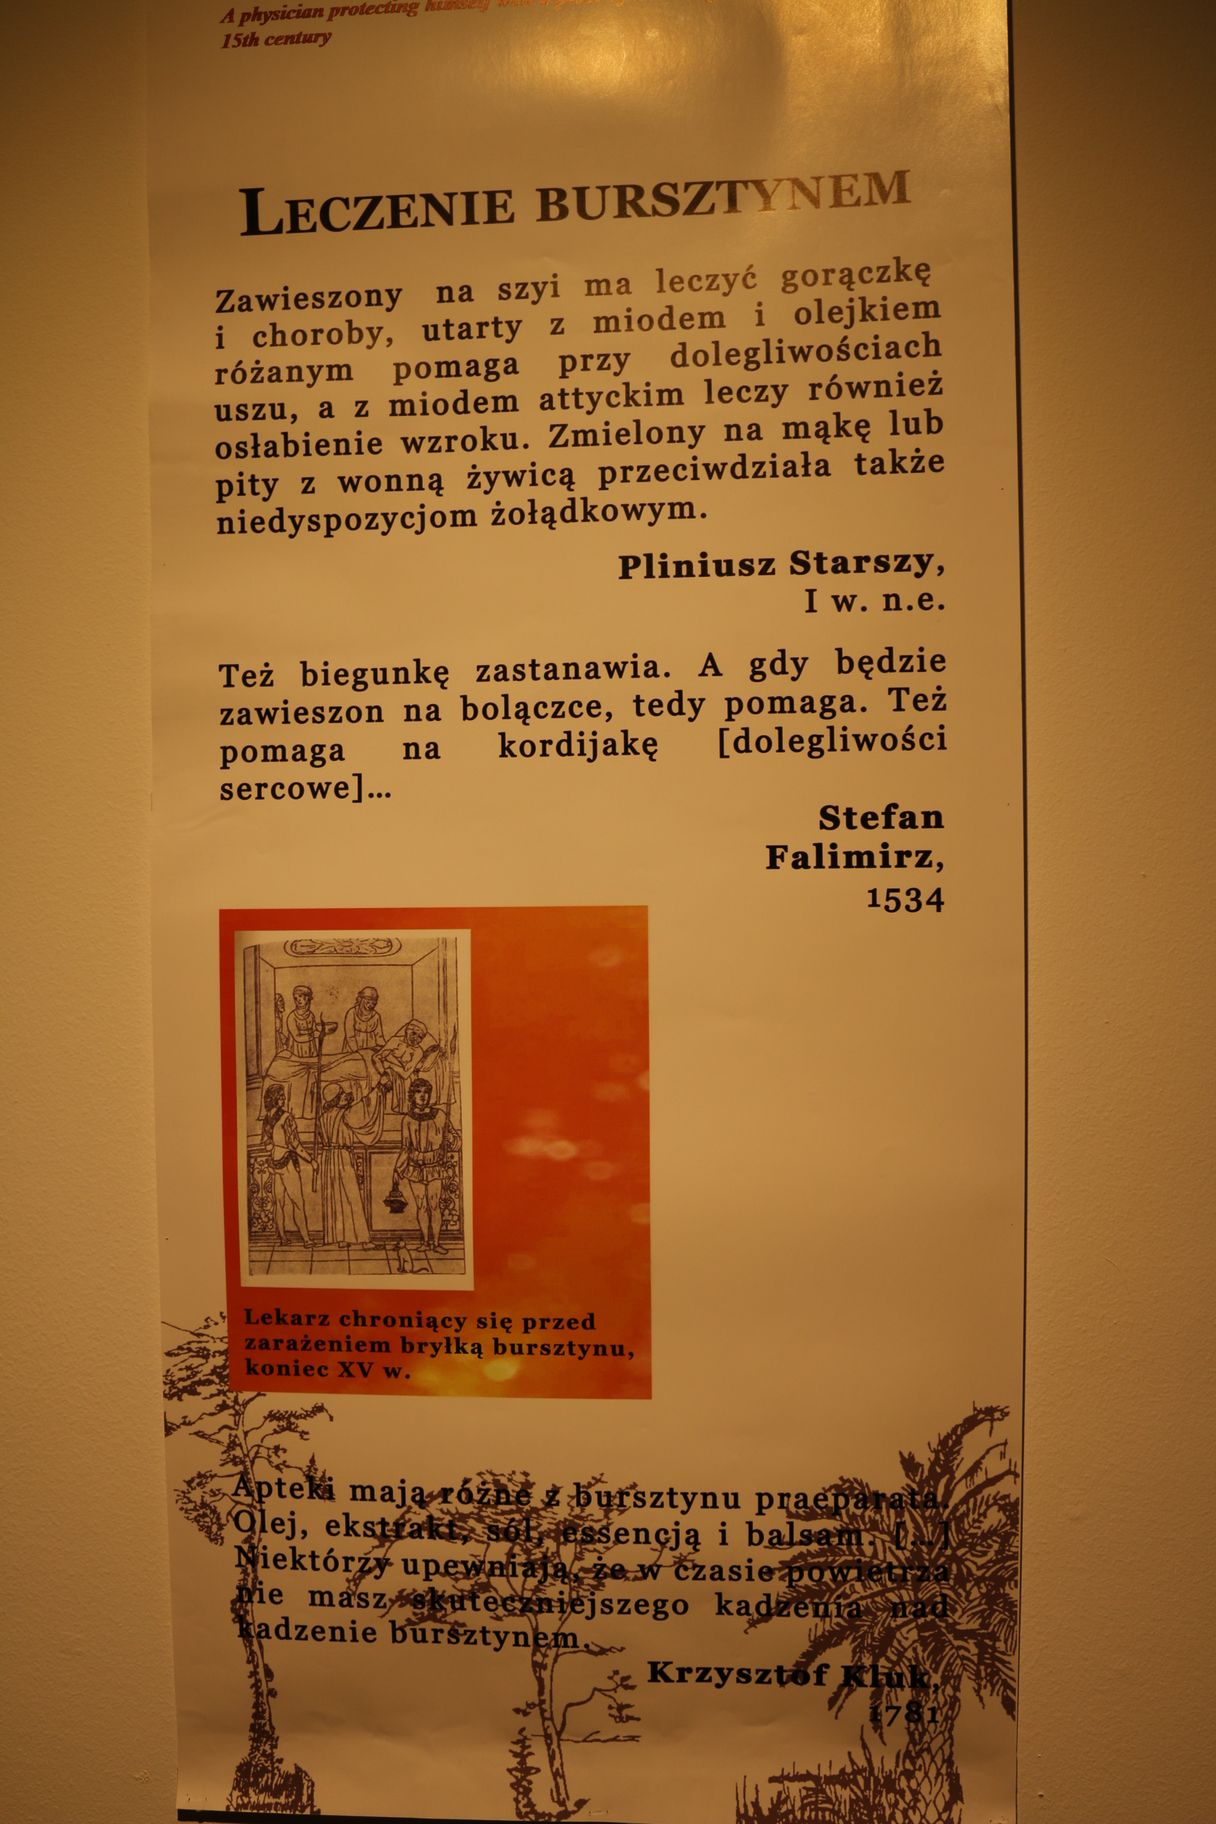 A physician protecting himself with a
15th century
LECZENIE BURSZTYNEM
Zawieszony na szyi ma leczyć gorączkę
i choroby, utarty z miodem i olejkiem
różanym pomaga przy dolegliwościach
uszu, a z miodem attyckim leczy również
osłabienie wzroku. Zmielony na mąkę lub
pity z wonną żywicą przeciwdziała także
niedyspozycjom żołądkowym.
Pliniusz Starszy,
I w. n.e.
Też biegunkę zastanawia. A gdy będzie
zawieszon na bolączce, tedy pomaga. Też
pomaga na kordijakę [dolegliwości
sercowe]...
Stefan
Falimirz,
1534
Lekarz chroniący się przed
zarażeniem bryłką bursztynu,
koniec XV w.
Apteki mają różne z bursztynu praeparata.
Olej, ekstrakt, sól, essencją i balsam. [...]
Niektórzy upewniają, że w czasie powietrza
nie masz skuteczniejszego kadzenia nad
kadzenie bursztynem.
Krzysztof Kluk,
1781